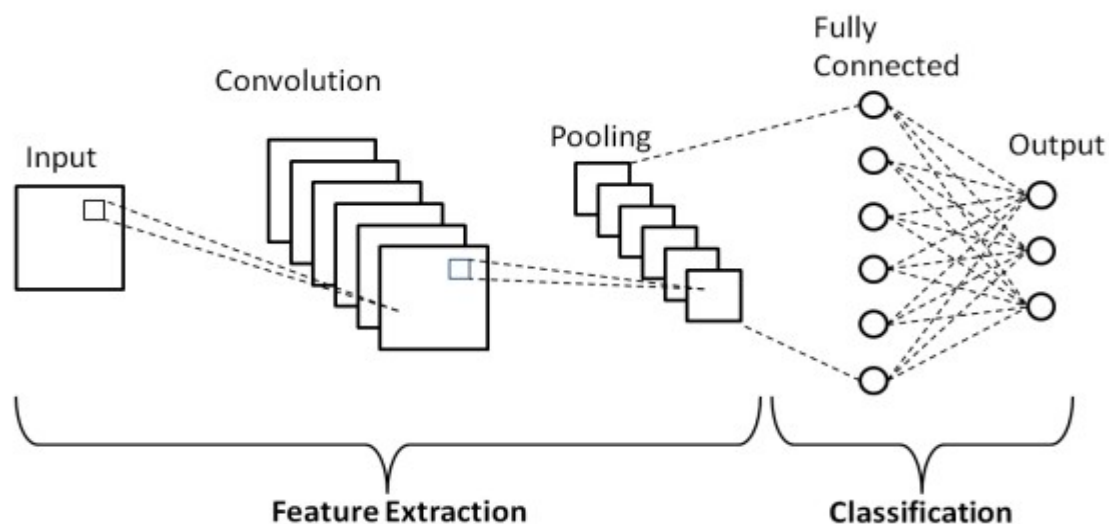 Input
Convolution
Pooling
Fully
Connected
Output
Feature Extraction
Classification